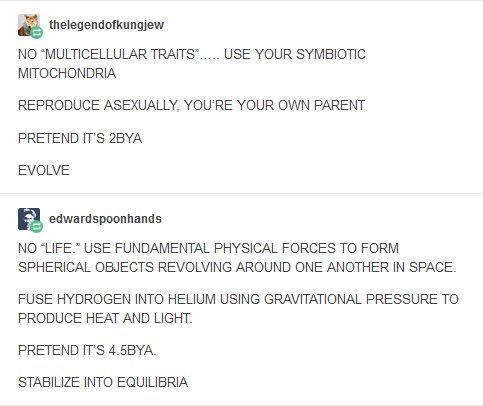 thelegendofkungjew
NO “MULTICELLULAR TRAITS”..... USE YOUR SYMBIOTIC
MITOCHONDRIA
REPRODUCE ASEXUALLY, YOU’RE YOUR OWN PARENT
PRETEND IT’S 2BYA
EVOLVE
edwardspoonhands
NO “LIFE.” USE FUNDAMENTAL PHYSICAL FORCES TO FORM
SPHERICAL OBJECTS REVOLVING AROUND ONE ANOTHER IN SPACE.
FUSE HYDROGEN INTO HELIUM USING GRAVITATIONAL PRESSURE TO
PRODUCE HEAT AND LIGHT.
PRETEND IT’S 4.5BYA.
STABILIZE INTO EQUILIBRIA